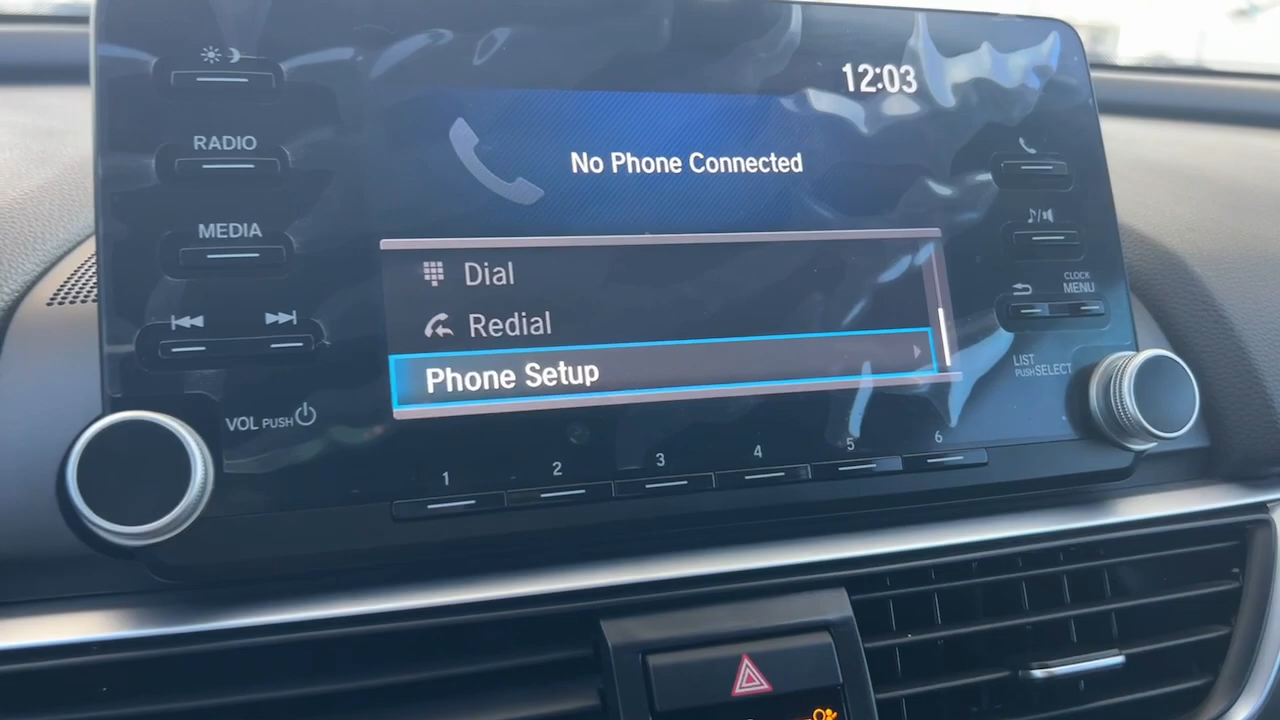 12:03
RADIO
No Phone Connected
MEDIA
Dial
CLOCK
MENU
Redial
Phone Setup
LIST
PUSH SELECT
VOL PUSH
1 2 3 4 5 6